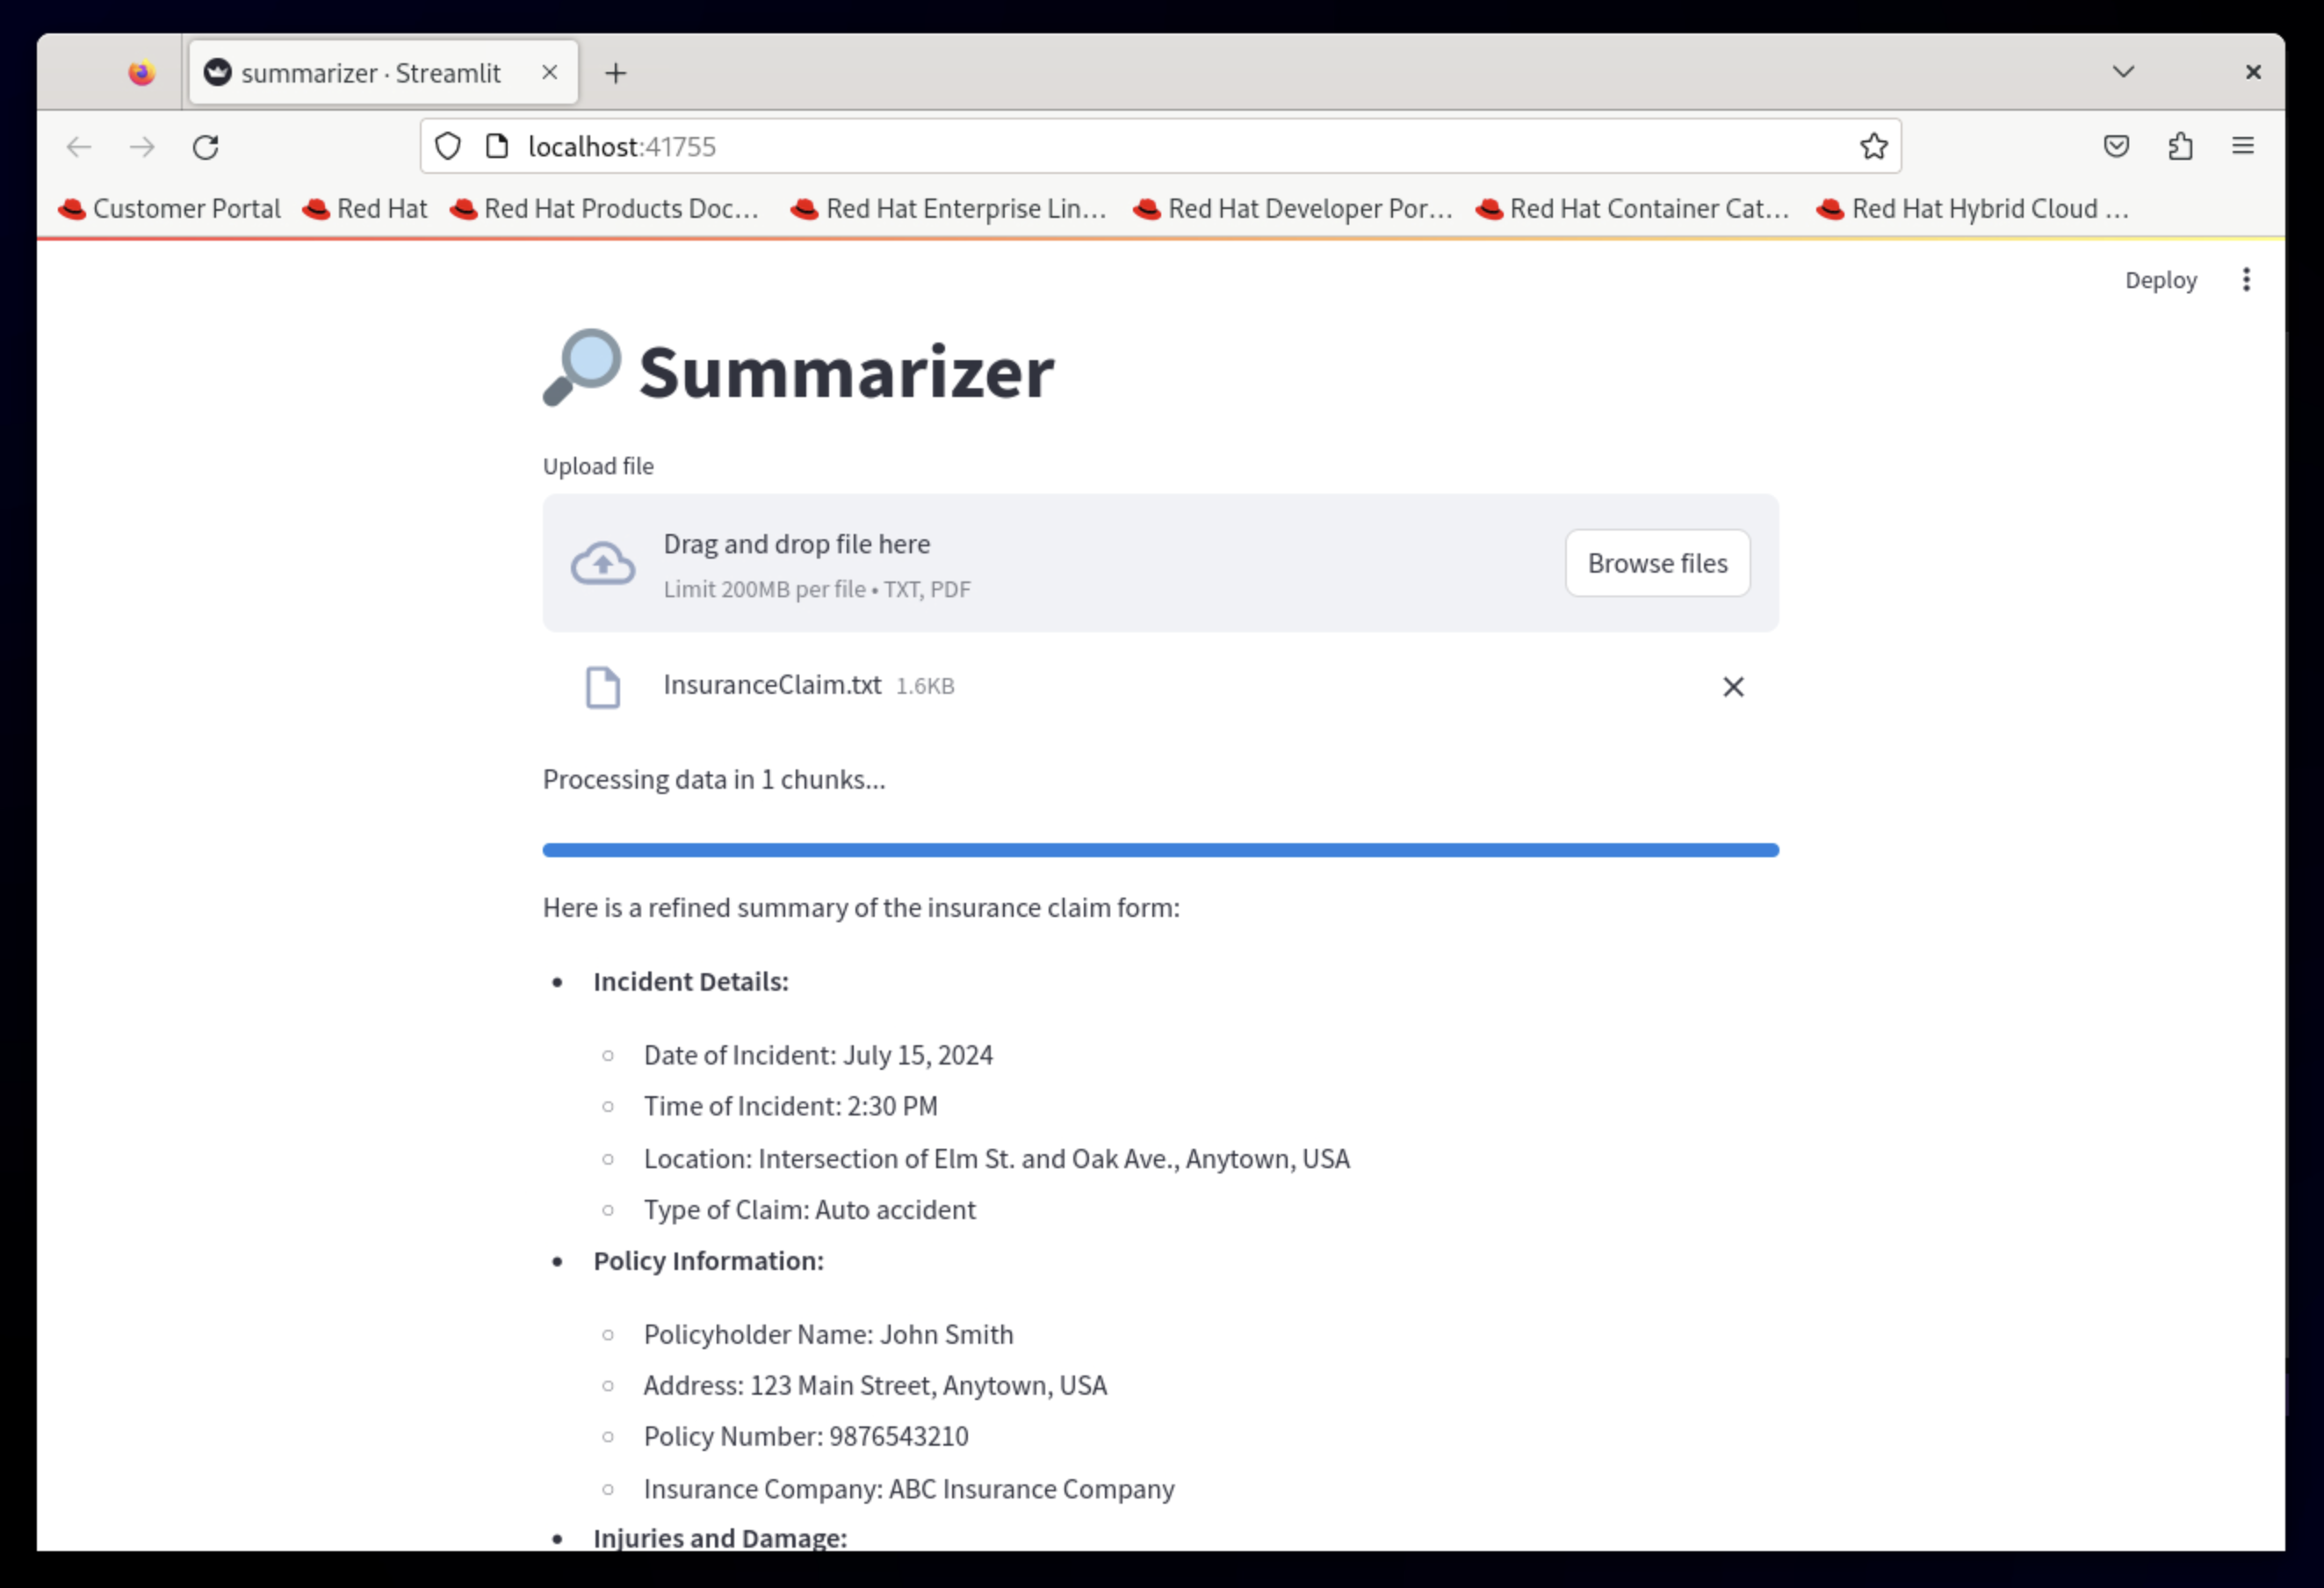 summarizer · Streamlit
localhost:41755
Customer Portal Red Hat Red Hat Products Doc… Red Hat Enterprise Lin… Red Hat Developer Por… Red Hat Container Cat… Red Hat Hybrid Cloud …
Deploy
Summarizer
Upload file
Drag and drop file here
Limit 200MB per file • TXT, PDF
Browse files
InsuranceClaim.txt 1.6KB
Processing data in 1 chunks...
Here is a refined summary of the insurance claim form:
• Incident Details:
○ Date of Incident: July 15, 2024
○ Time of Incident: 2:30 PM
○ Location: Intersection of Elm St. and Oak Ave., Anytown, USA
○ Type of Claim: Auto accident
• Policy Information:
○ Policyholder Name: John Smith
○ Address: 123 Main Street, Anytown, USA
○ Policy Number: 9876543210
○ Insurance Company: ABC Insurance Company
• Injuries and Damage: